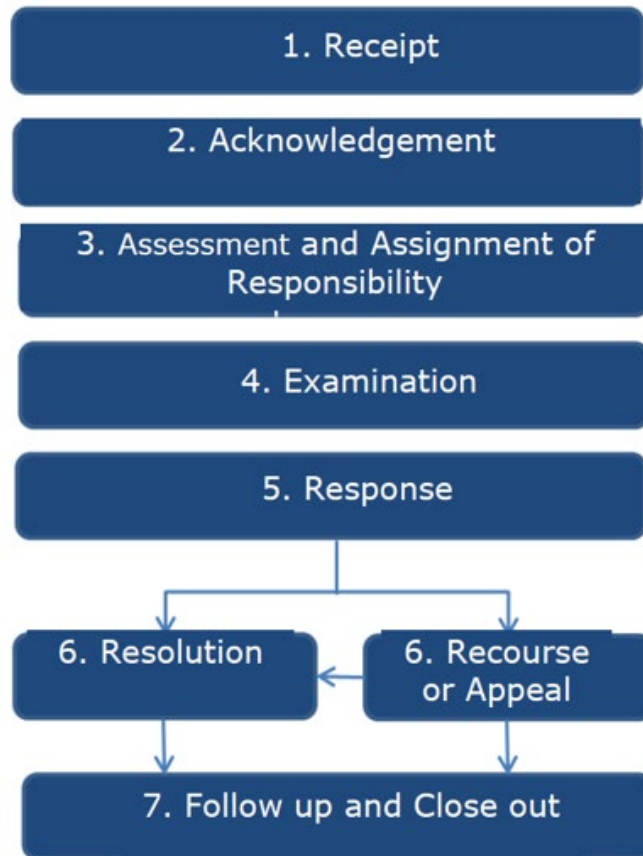 1. Receipt
2. Acknowledgement
3. Assessment and Assignment of
Responsibility
4. Examination
5. Response
6. Resolution
6. Recourse
or Appeal
7. Follow up and Close out